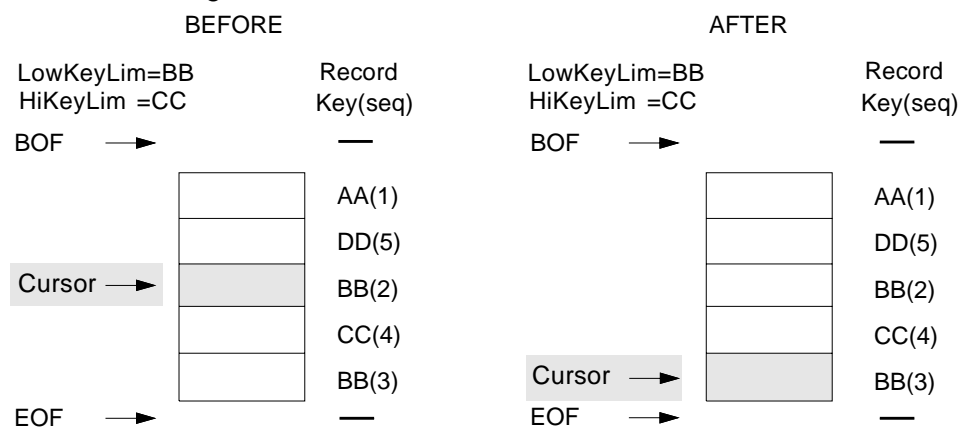 BEFORE
LowKeyLim=BB Record
HiKeyLim =CC Key(seq)
BOF —
AA(1)
DD(5)
Cursor BB(2)
CC(4)
BB(3)
EOF —
AFTER
LowKeyLim=BB Record
HiKeyLim =CC Key(seq)
BOF —
AA(1)
DD(5)
BB(2)
CC(4)
Cursor BB(3)
EOF —